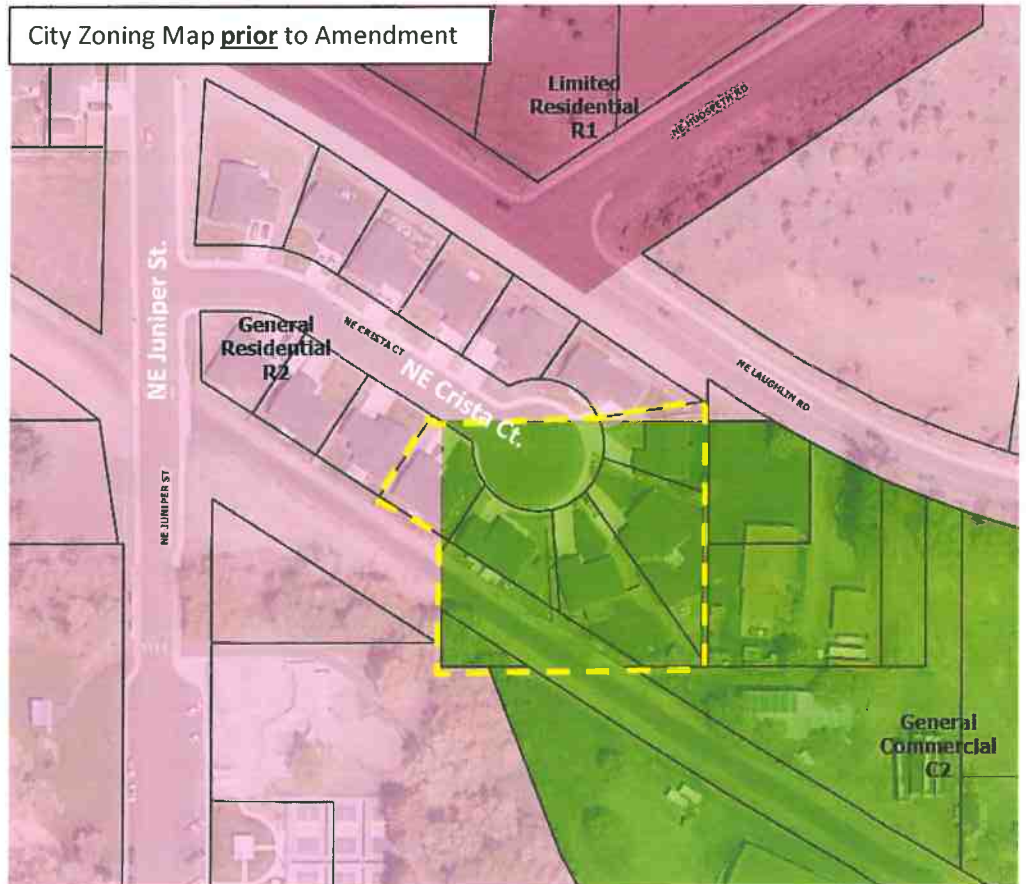 City Zoning Map prior to Amendment
Limited
Residential
R1
NE HUDSPETH RD
NE Juniper St.
General
Residential
R2
NE CRISTA CT
NE Crista Ct.
NE LAUGHLIN RD
NE JUNIPER ST
General
Commercial
C2